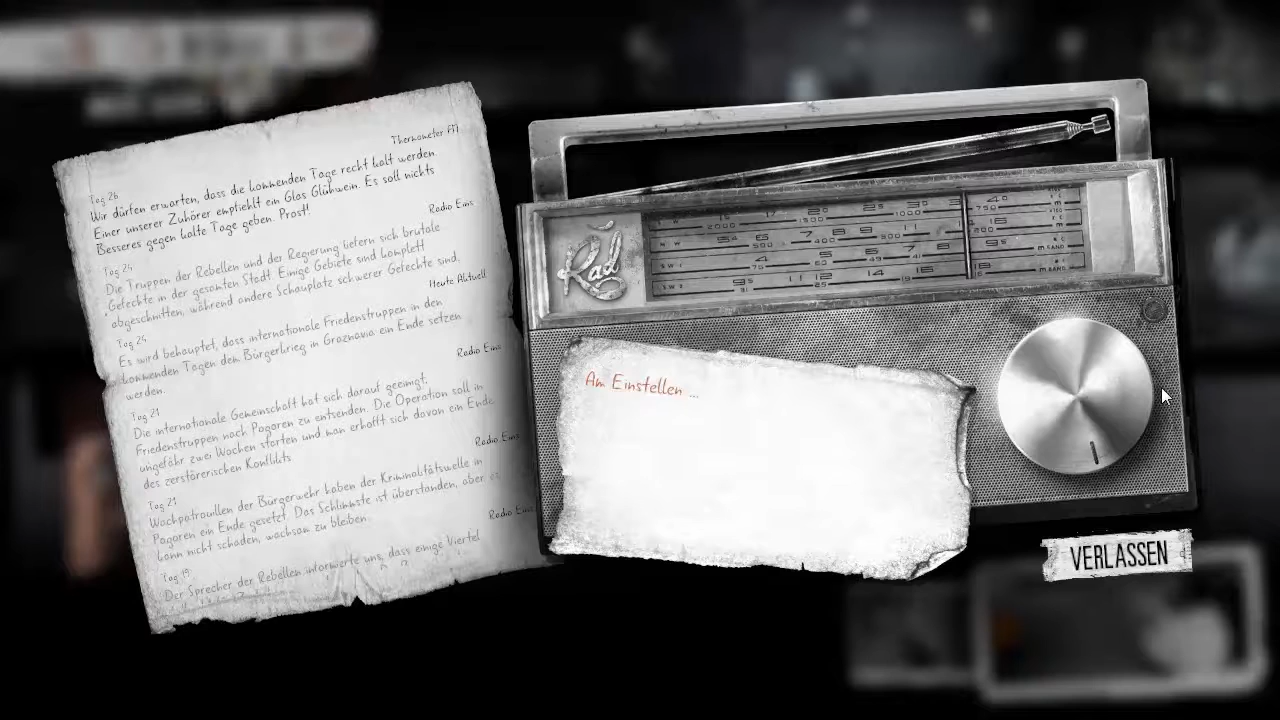 Thermometer FM
Tag 26
Wir dürfen erwarten, dass die kommenden Tage recht kalt werden.
Einer unserer Zuhörer empfiehlt ein Glas Glühwein. Es soll nichts
Besseres gegen kalte Tage geben. Prost!
Radio Eins
Die Truppen der Rebellen und der Regierung liefern sich brutale
Gefechte in der gesamten Stadt. Einige Gebiete sind komplett
abgeschnitten, während andere Schauplatz schwerer Gefechte sind.
Heute Aktuell
Tag 24
Es wird behauptet, dass internationale Friedenstruppen in den
kommenden Tagen den Bürgerkrieg in Graznavia ein Ende setzen
werden.
Radio Eins
Tag 21
Die internationale Gemeinschaft hat sich darauf geeinigt,
Friedenstruppen nach Pogoren zu entsenden. Die Operation soll in
ungefähr zwei Wochen starten und man erhofft sich davon ein Ende
des zerstörerischen Konflikts
Radio Eins
Tag 21
Wachpatrouillen der Bürgerwehr haben der Kriminalitätswelle in
Pogoren ein Ende gesetzt. Das Schlimmste ist überstanden, aber es
kann nicht schaden, wachsam zu bleiben.
Radio Eins
Tag 19
Der Sprecher der Rebellen informierte uns, dass einige Viertel
Rad
Am Einstellen ...
VERLASSEN